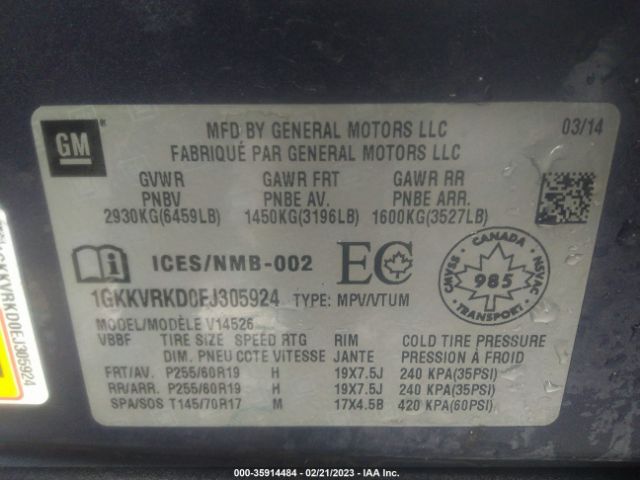 GM
MFD BY GENERAL MOTORS LLC
FABRIQUÉ PAR GENERAL MOTORS LLC
03/14
GVWR GAWR FRT GAWR RR
PNBV PNBE AV. PNBE ARR.
2930KG(6459LB) 1450KG(3196LB) 1600KG(3527LB)
ICES/NMB-002
EC
CANADA
985
TRANSPORT
NSVAC
NSVAC
1GKKVRKD0EJ305924 TYPE: MPV/VTUM
MODEL/MODÈLE V14526
VBBF TIRE SIZE SPEED RTG RIM COLD TIRE PRESSURE
DIM. PNEU COTE VITESSE JANTE PRESSION À FROID
FRT/AV. P255/60R19 H 19X7.5J 240 KPA(35PSI)
RR/ARR. P255/60R19 H 19X7.5J 240 KPA(35PSI)
SPA/SOS T145/70R17 M 17X4.5B 420 KPA(60PSI)
1GKKVRKD0EJ305924
000-35914484 - 02/21/2023 - IAA Inc.